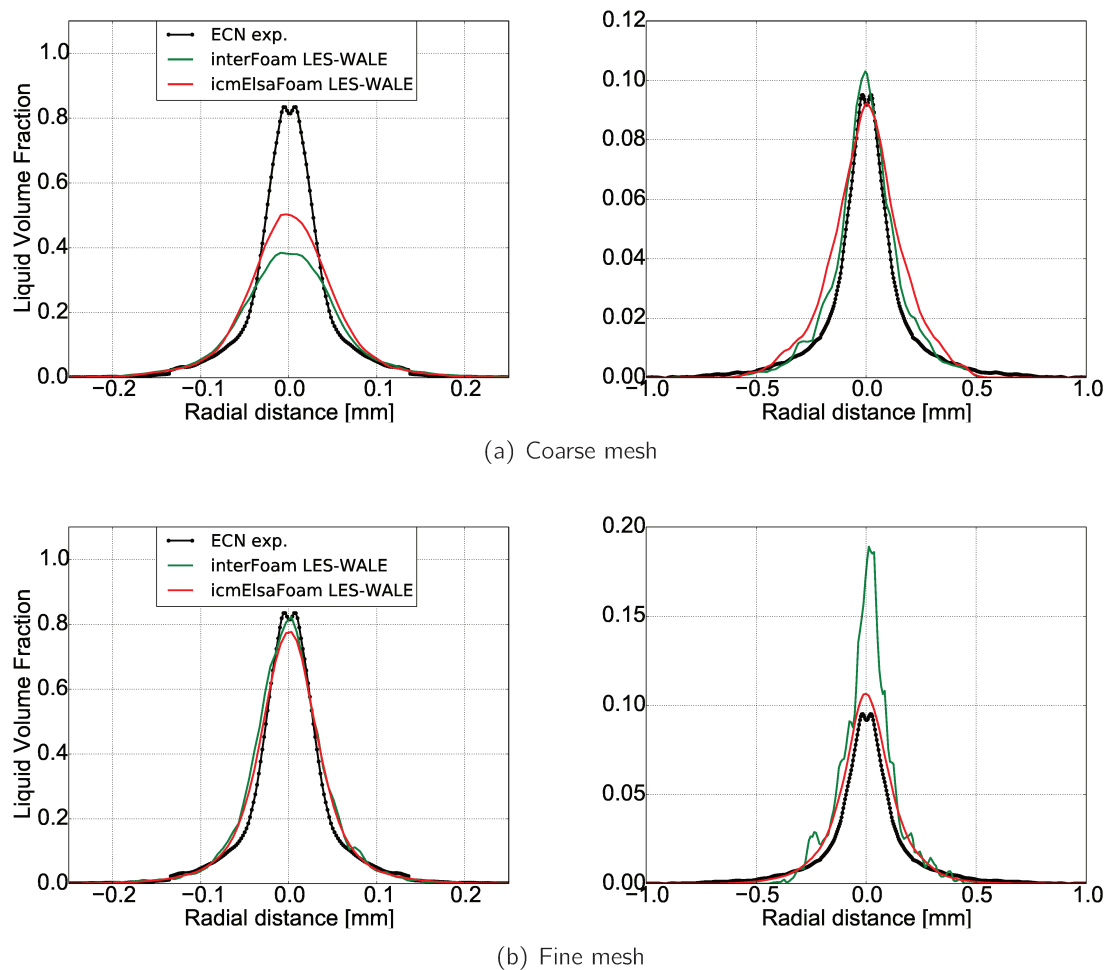 ECN exp.
interFoam LES-WALE
icmElsaFoam LES-WALE
Liquid Volume Fraction
1.0
0.8
0.6
0.4
0.2
0.0
−0.2 −0.1 0.0 0.1 0.2
Radial distance [mm]
0.12
0.10
0.08
0.06
0.04
0.02
0.00
−1.0 −0.5 0.0 0.5 1.0
Radial distance [mm]
(a) Coarse mesh
ECN exp.
interFoam LES-WALE
icmElsaFoam LES-WALE
Liquid Volume Fraction
1.0
0.8
0.6
0.4
0.2
0.0
−0.2 −0.1 0.0 0.1 0.2
Radial distance [mm]
0.20
0.15
0.10
0.05
0.00
−1.0 −0.5 0.0 0.5 1.0
Radial distance [mm]
(b) Fine mesh